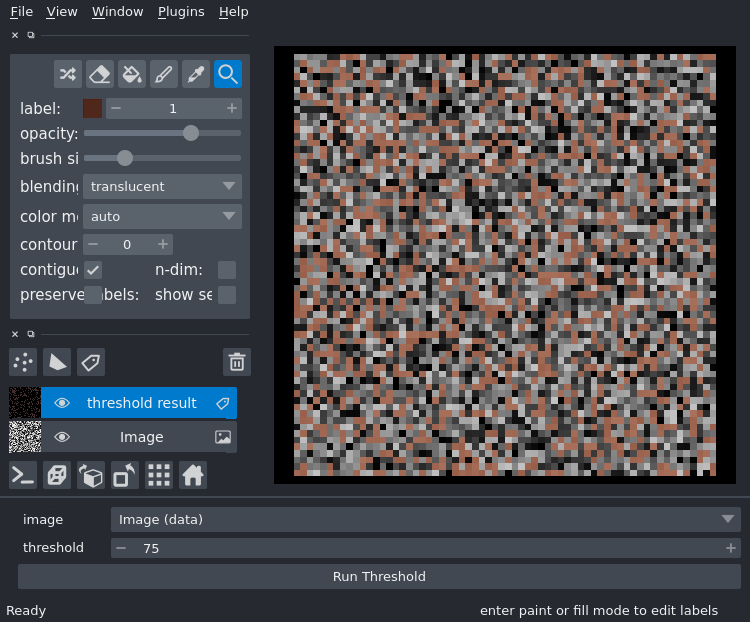 File View Window Plugins Help
label: 1
opacity:
brush si
blending translucent
color m auto
contour 0
contigu n-dim:
preserve abels: show se
threshold result
Image
image Image (data)
threshold 75
Run Threshold
Ready enter paint or fill mode to edit labels